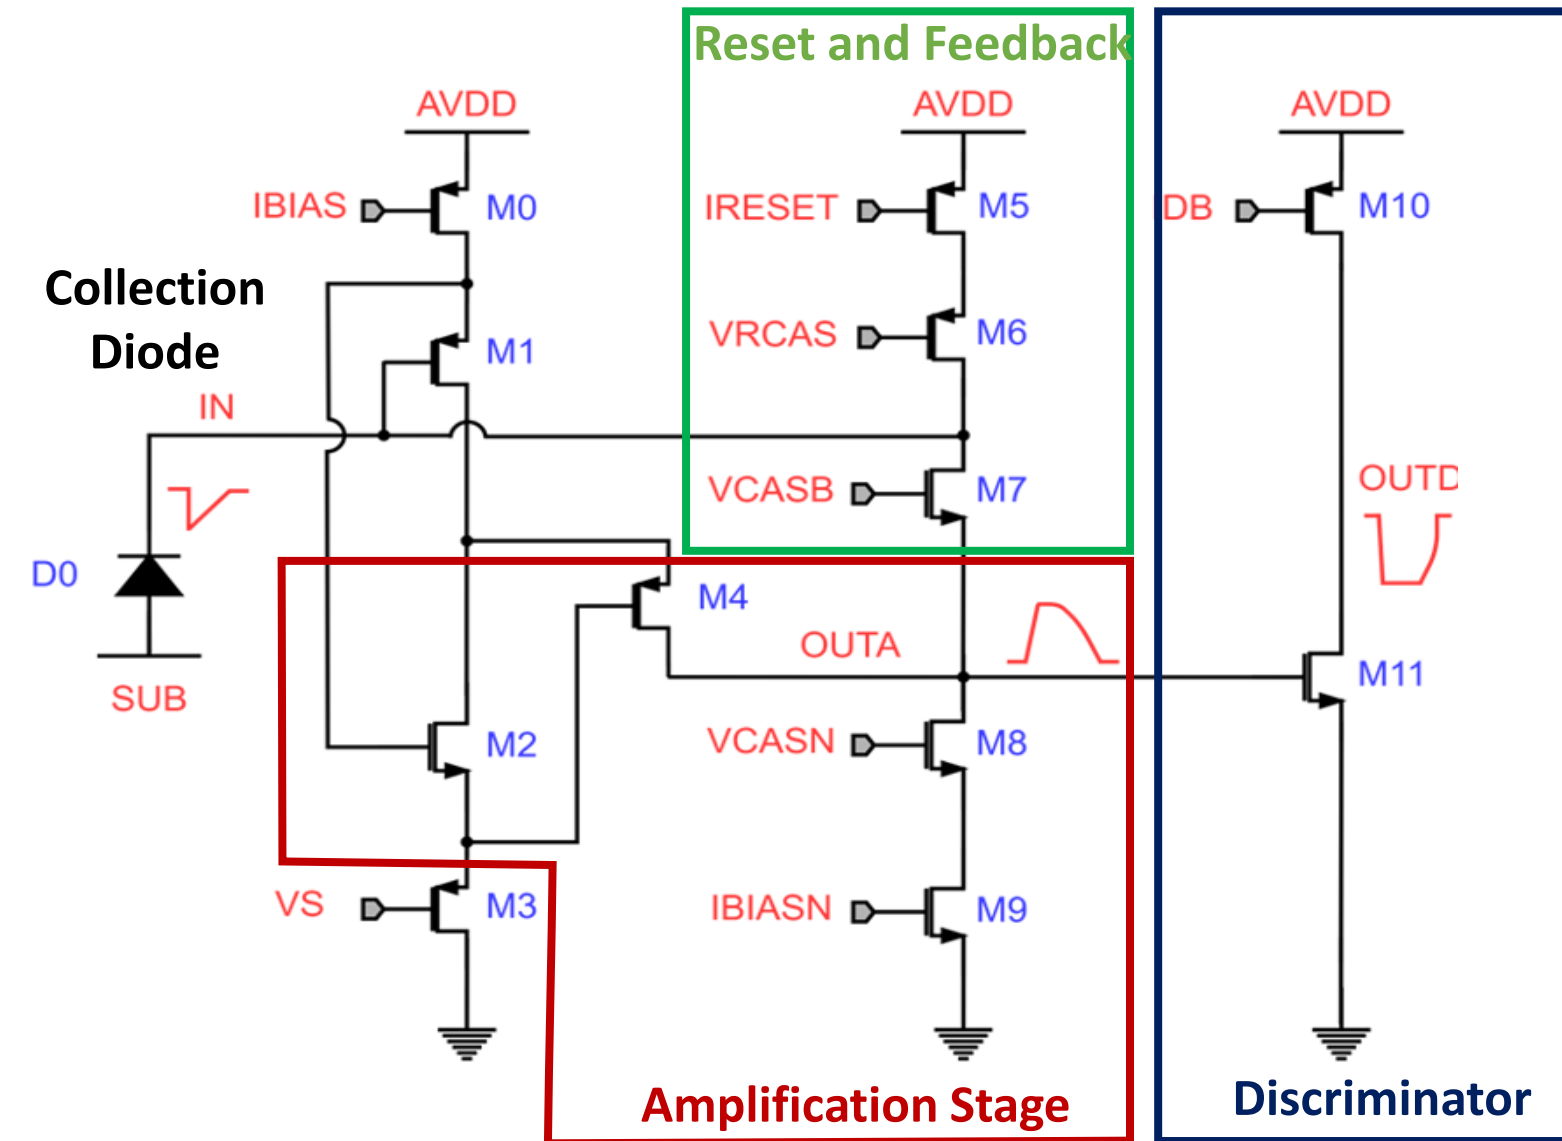 Reset and Feedback
AVDD
AVDD
AVDD
IBIAS
M0
IRESET
M5
DB
M10
Collection
Diode
M1
VRCAS
M6
IN
VCASB
M7
OUTD
D0
M4
OUTA
SUB
M11
M2
VCASN
M8
VS
M3
IBIASN
M9
Amplification Stage
Discriminator